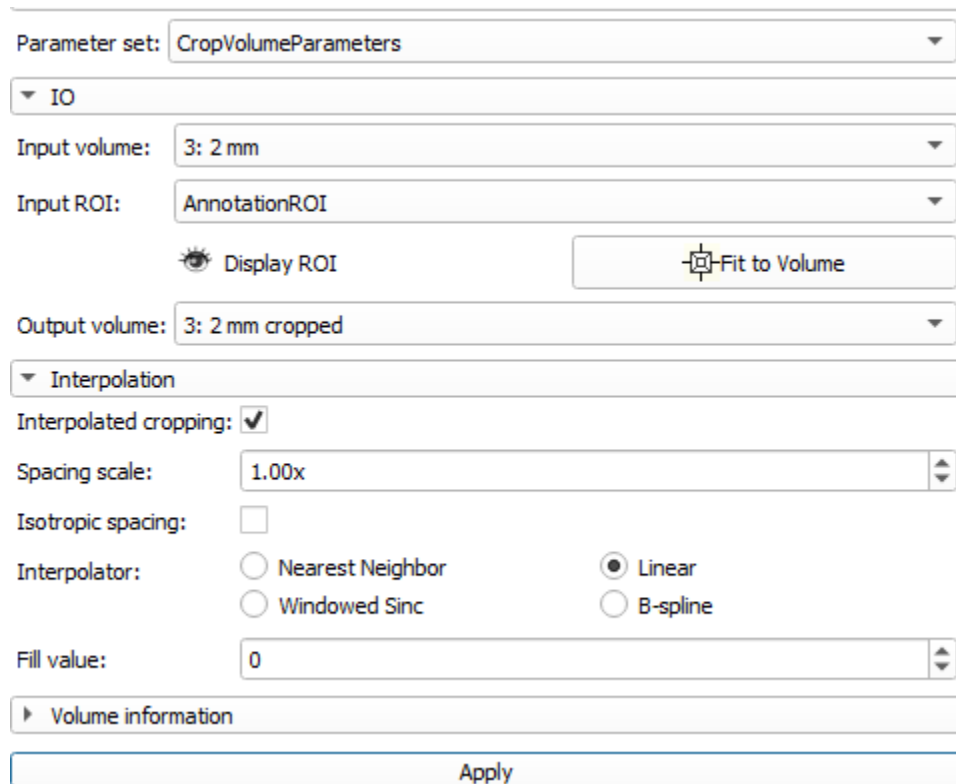 Parameter set: CropVolumeParameters
IO
Input volume: 3: 2 mm
Input ROI: AnnotationROI
Display ROI Fit to Volume
Output volume: 3: 2 mm cropped
Interpolation
Interpolated cropping:
Spacing scale: 1.00x
Isotropic spacing:
Interpolator: Nearest Neighbor Linear
Windowed Sinc B-spline
Fill value: 0
Volume information
Apply